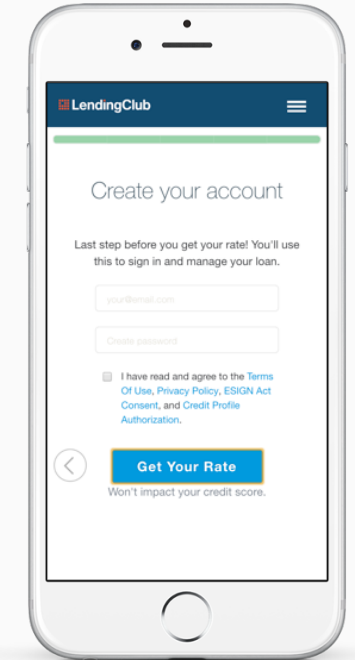 LendingClub
Create your account
Last step before you get your rate! You'll use
this to sign in and manage your loan.
your@email.com
Create password
I have read and agree to the Terms
Of Use, Privacy Policy, ESIGN Act
Consent, and Credit Profile
Authorization.
Get Your Rate
Won't impact your credit score.